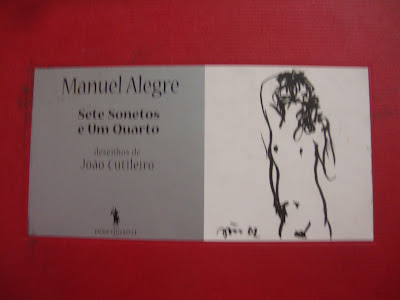 Manuel Alegre
Sete Sonetos
e Um Quarto
desenhos de
João Cutileiro